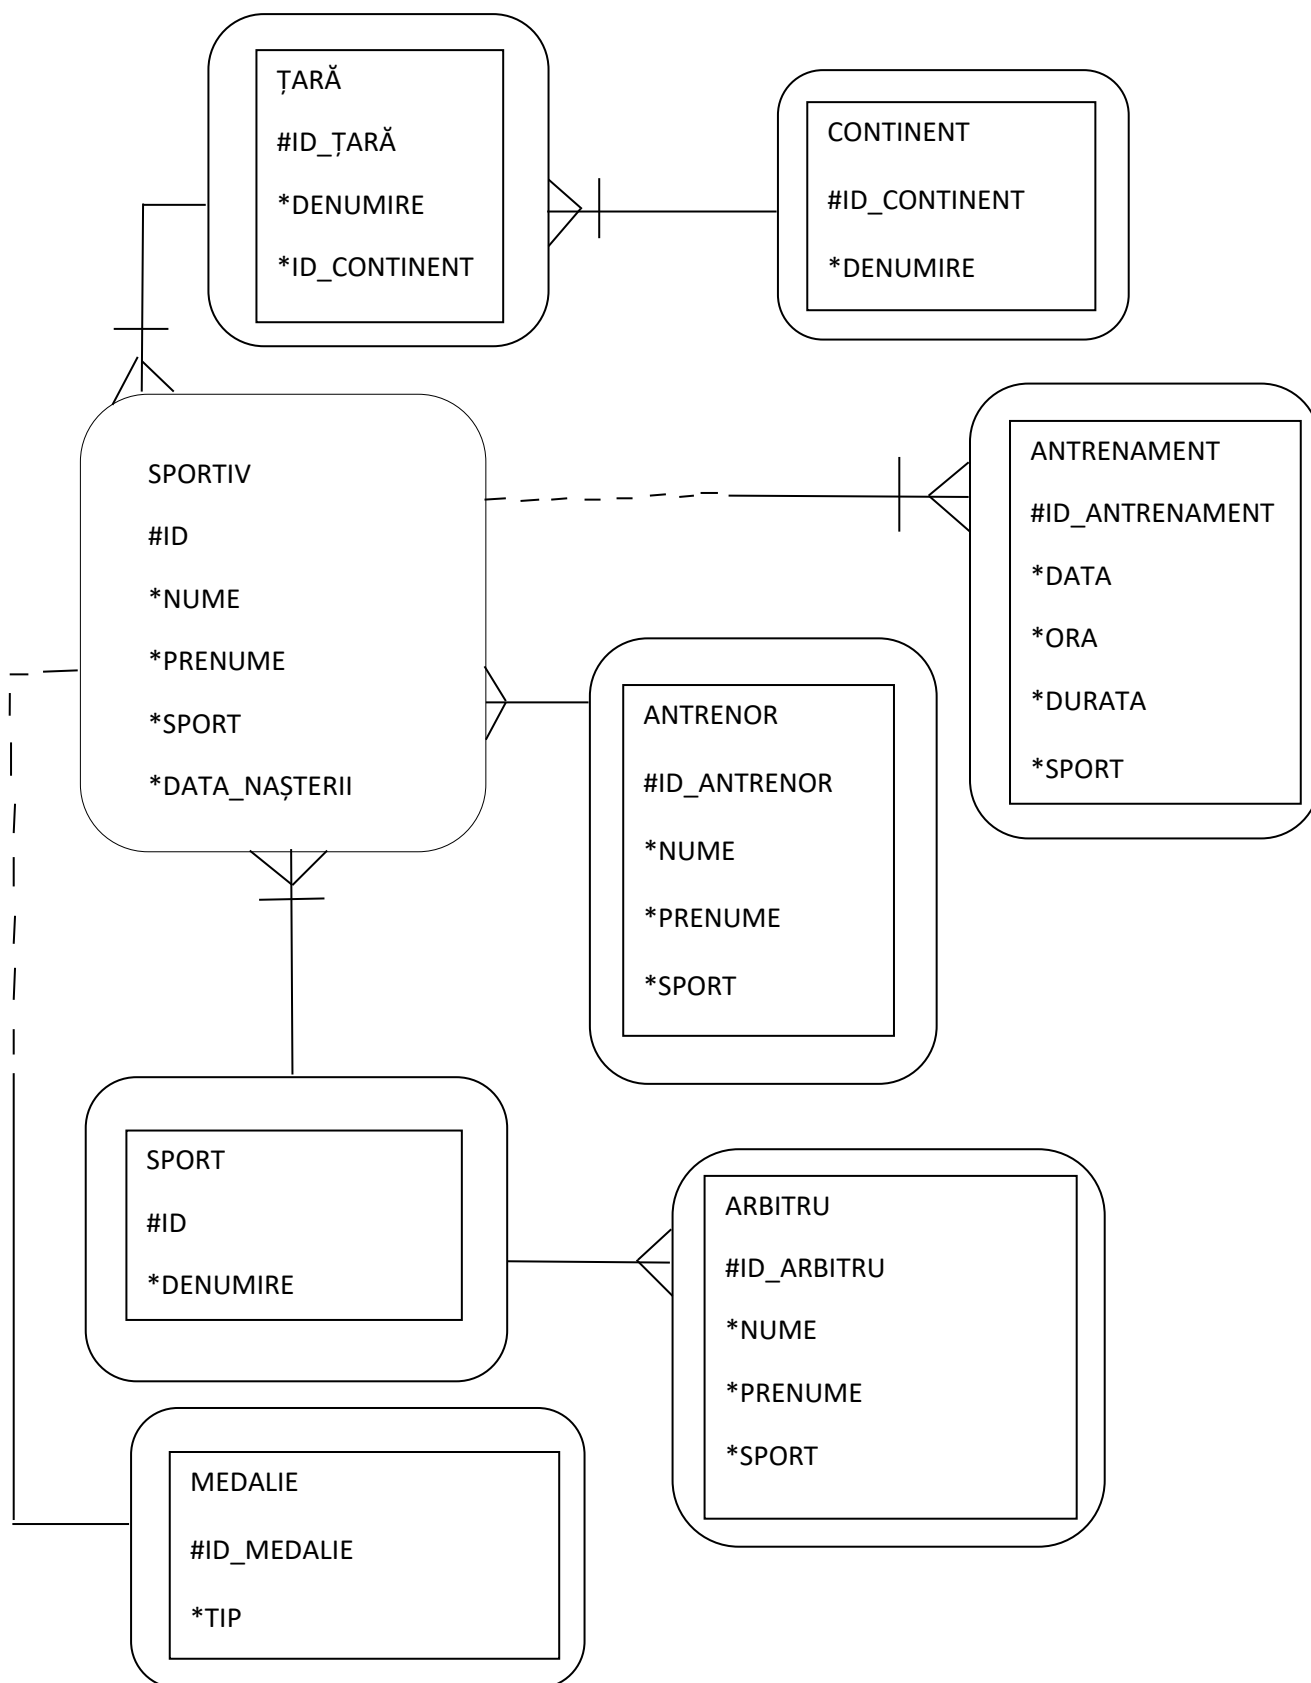 ȚARĂ
#ID_ȚARĂ
*DENUMIRE
*ID_CONTINENT
CONTINENT
#ID_CONTINENT
*DENUMIRE
SPORTIV
#ID
*NUME
*PRENUME
*SPORT
*DATA_NAȘTERII
ANTRENAMENT
#ID_ANTRENAMENT
*DATA
*ORA
*DURATA
*SPORT
ANTRENOR
#ID_ANTRENOR
*NUME
*PRENUME
*SPORT
SPORT
#ID
*DENUMIRE
ARBITRU
#ID_ARBITRU
*NUME
*PRENUME
*SPORT
MEDALIE
#ID_MEDALIE
*TIP